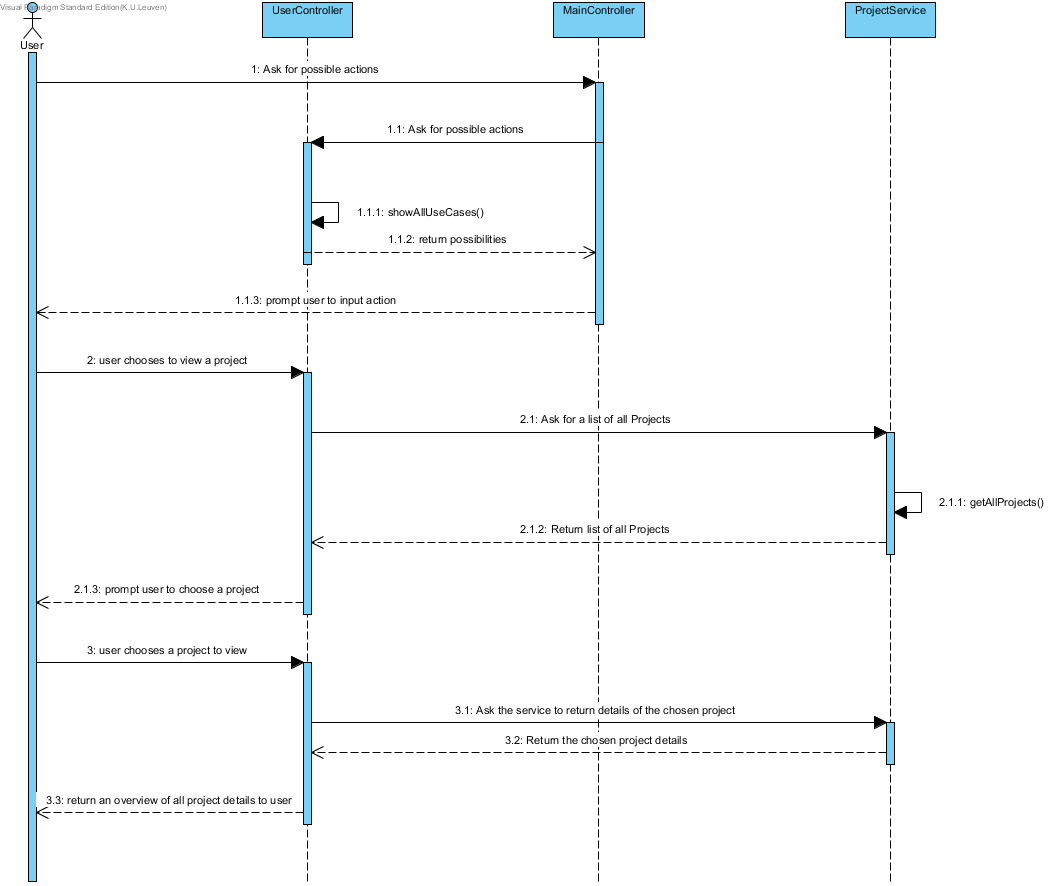 Visual Paradigm Standard Edition(K.U.Leuven)
User
UserController
MainController
ProjectService
1: Ask for possible actions
1.1: Ask for possible actions
1.1.1: showAllUseCases()
1.1.2: return possibilities
1.1.3: prompt user to input action
2: user chooses to view a project
2.1: Ask for a list of all Projects
2.1.1: getAllProjects()
2.1.2: Return list of all Projects
2.1.3: prompt user to choose a project
3: user chooses a project to view
3.1: Ask the service to return details of the chosen project
3.2: Return the chosen project details
3.3: return an overview of all project details to user